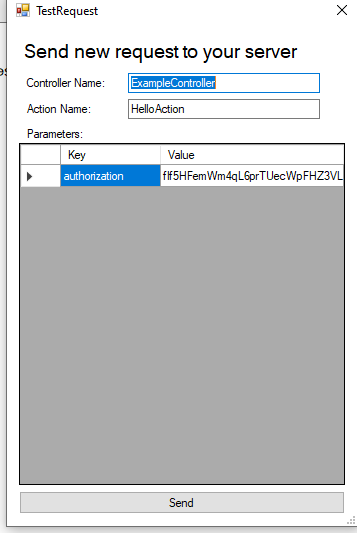 TestRequest
Send new request to your server
Controller Name: ExampleController
Action Name: HelloAction
Parameters:
Key Value
authorization fIf5HFemWm4qL6prTUecWpFHZ3VL
Send